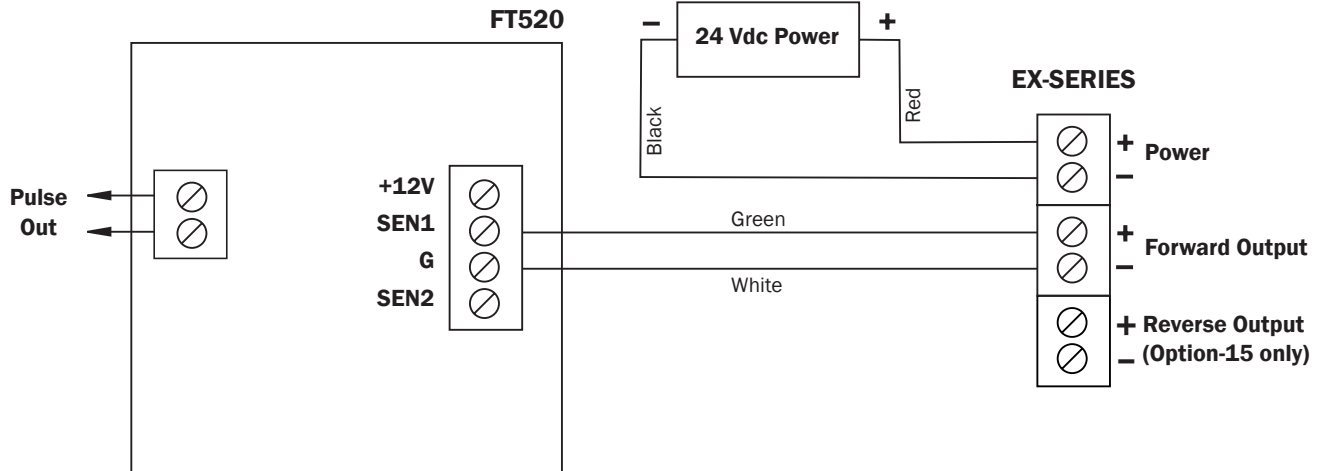 FT520
– 24 Vdc Power +
EX-SERIES
Black
Red
+ Power
–
Pulse
Out
+12V
SEN1
G
SEN2
Green
White
+ Forward Output
–
+ Reverse Output
– (Option-15 only)